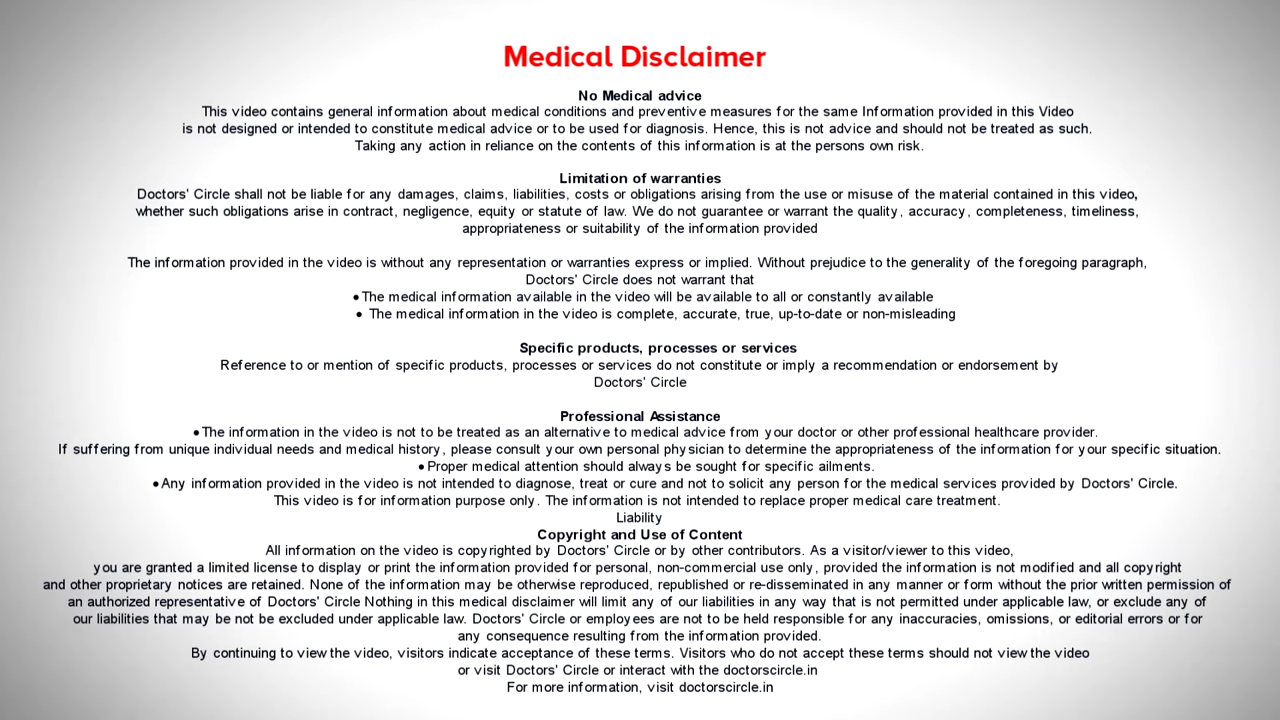 Medical Disclaimer
No Medical advice
This video contains general information about medical conditions and preventive measures for the same Information provided in this Video
is not designed or intended to constitute medical advice or to be used for diagnosis. Hence, this is not advice and should not be treated as such.
Taking any action in reliance on the contents of this information is at the persons own risk.
Limitation of warranties
Doctors' Circle shall not be liable for any damages, claims, liabilities, costs or obligations arising from the use or misuse of the material contained in this video,
whether such obligations arise in contract, negligence, equity or statute of law. We do not guarantee or warrant the quality, accuracy, completeness, timeliness,
appropriateness or suitability of the information provided
The information provided in the video is without any representation or warranties express or implied. Without prejudice to the generality of the foregoing paragraph,
Doctors' Circle does not warrant that
•The medical information available in the video will be available to all or constantly available
• The medical information in the video is complete, accurate, true, up-to-date or non-misleading
Specific products, processes or services
Reference to or mention of specific products, processes or services do not constitute or imply a recommendation or endorsement by
Doctors' Circle
Professional Assistance
•The information in the video is not to be treated as an alternative to medical advice from your doctor or other professional healthcare provider.
If suffering from unique individual needs and medical history, please consult your own personal physician to determine the appropriateness of the information for your specific situation.
•Proper medical attention should always be sought for specific ailments.
•Any information provided in the video is not intended to diagnose, treat or cure and not to solicit any person for the medical services provided by Doctors' Circle.
This video is for information purpose only. The information is not intended to replace proper medical care treatment.
Liability
Copyright and Use of Content
All information on the video is copyrighted by Doctors' Circle or by other contributors. As a visitor/viewer to this video,
you are granted a limited license to display or print the information provided for personal, non-commercial use only, provided the information is not modified and all copyright
and other proprietary notices are retained. None of the information may be otherwise reproduced, republished or re-disseminated in any manner or form without the prior written permission of
an authorized representative of Doctors' Circle Nothing in this medical disclaimer will limit any of our liabilities in any way that is not permitted under applicable law, or exclude any of
our liabilities that may be not be excluded under applicable law. Doctors' Circle or employees are not to be held responsible for any inaccuracies, omissions, or editorial errors or for
any consequence resulting from the information provided.
By continuing to view the video, visitors indicate acceptance of these terms. Visitors who do not accept these terms should not view the video
or visit Doctors' Circle or interact with the doctorscircle.in
For more information, visit doctorscircle.in